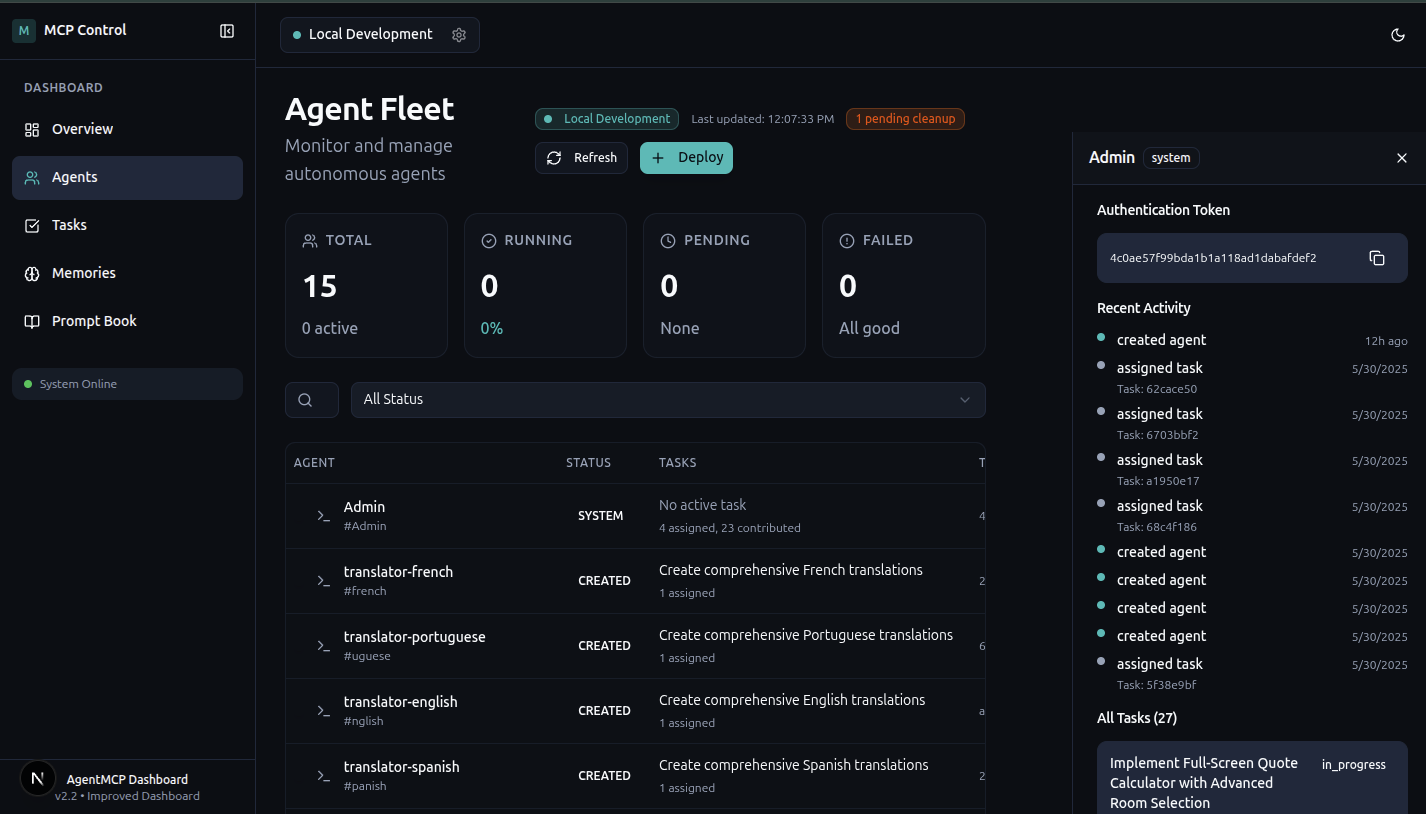 M MCP Control
DASHBOARD
Overview
Agents
Tasks
Memories
Prompt Book
System Online
N AgentMCP Dashboard
v2.2 • Improved Dashboard
Local Development
Agent Fleet
Monitor and manage
autonomous agents
Local Development Last updated: 12:07:33 PM 1 pending cleanup
Refresh Deploy
TOTAL
15
0 active
RUNNING
0
0%
PENDING
0
None
FAILED
0
All good
All Status
AGENT STATUS TASKS T
Admin
#Admin
SYSTEM
No active task
4 assigned, 23 contributed
4
translator-french
#french
CREATED
Create comprehensive French translations
1 assigned
2
translator-portuguese
#uguese
CREATED
Create comprehensive Portuguese translations
1 assigned
6
translator-english
#nglish
CREATED
Create comprehensive English translations
1 assigned
a
translator-spanish
#panish
CREATED
Create comprehensive Spanish translations
1 assigned
2
Admin system
Authentication Token
4c0ae57f99bda1b1a118ad1dabafdef2
Recent Activity
created agent 12h ago
assigned task 5/30/2025
Task: 62cace50
assigned task 5/30/2025
Task: 6703bbf2
assigned task 5/30/2025
Task: a1950e17
assigned task 5/30/2025
Task: 68c4f186
created agent 5/30/2025
created agent 5/30/2025
created agent 5/30/2025
created agent 5/30/2025
assigned task 5/30/2025
Task: 5f38e9bf
All Tasks (27)
Implement Full-Screen Quote in_progress
Calculator with Advanced
Room Selection